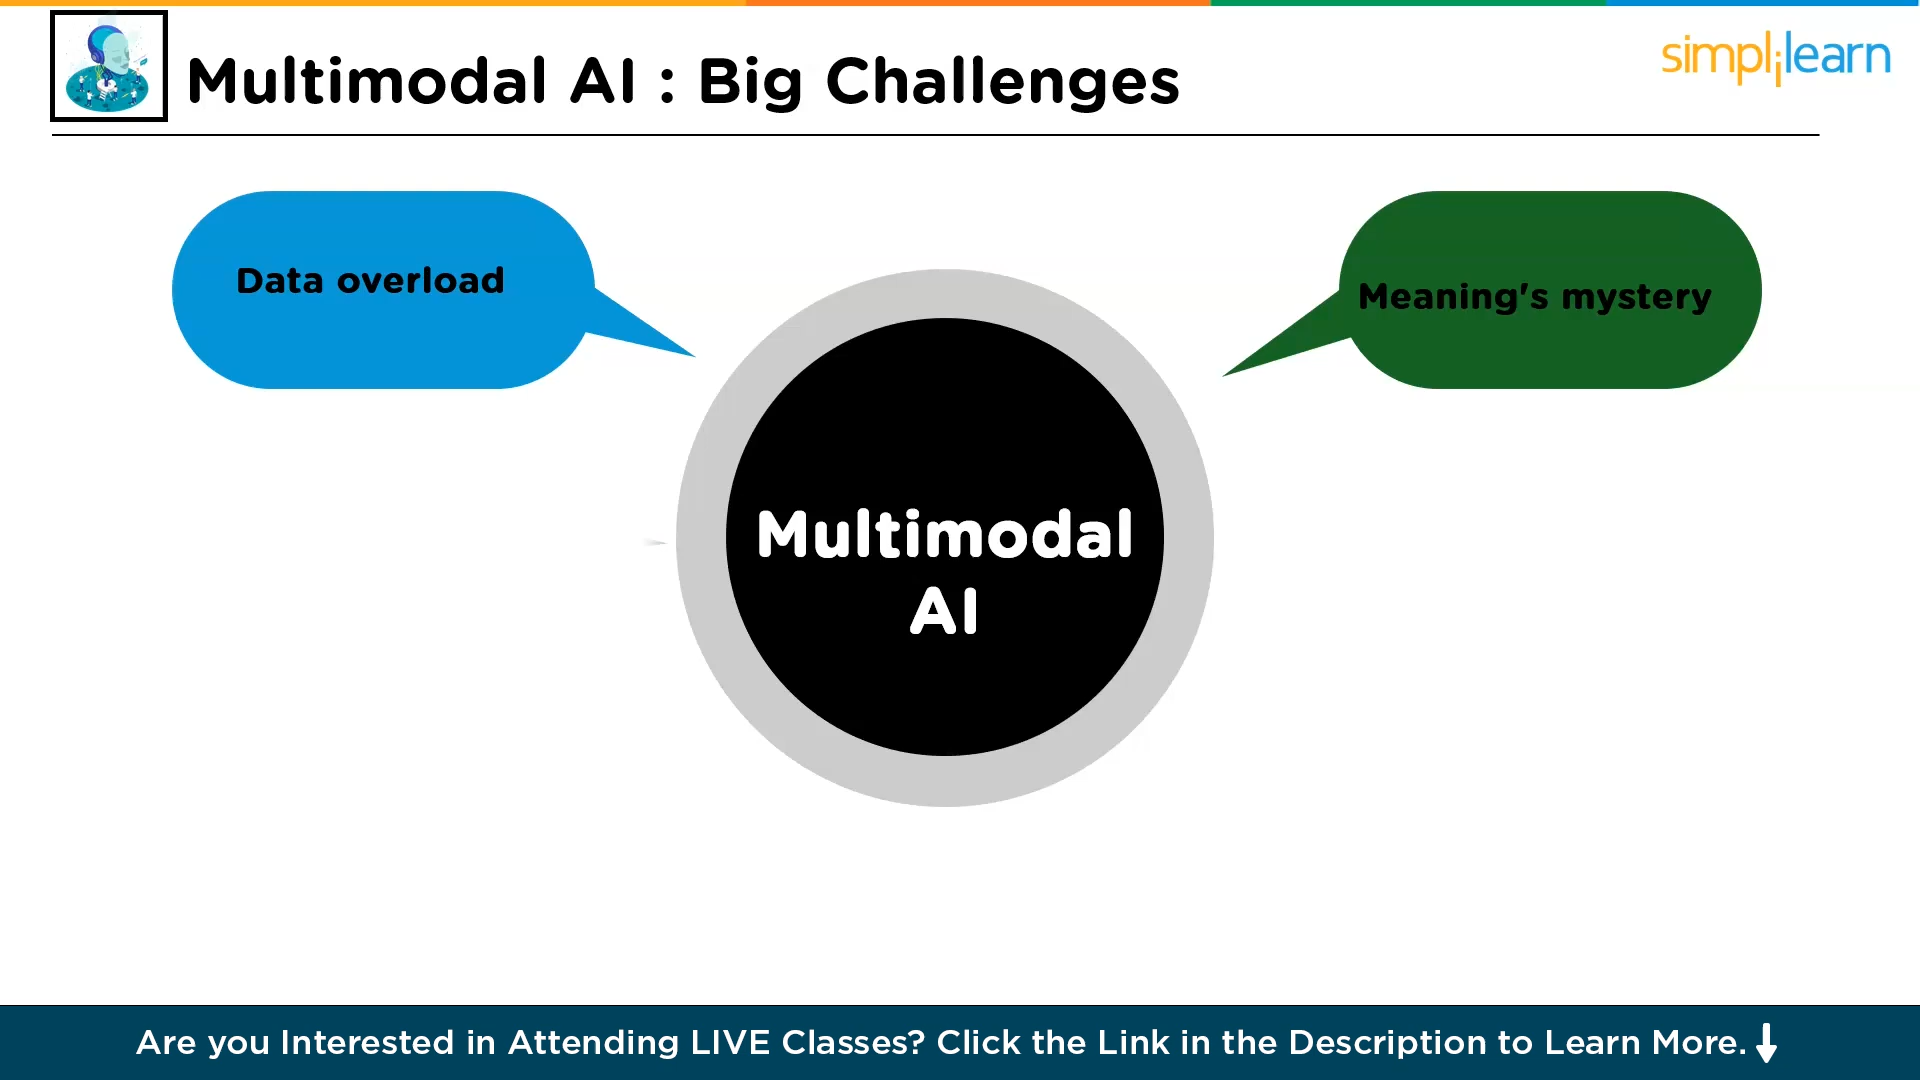 Multimodal AI : Big Challenges
simplilearn
Data overload
Meaning's mystery
Multimodal
AI
Are you Interested in Attending LIVE Classes? Click the Link in the Description to Learn More.